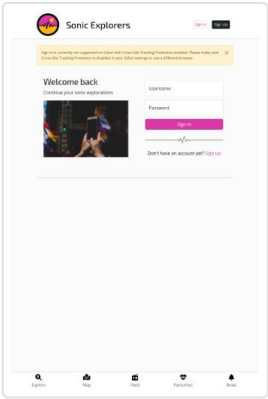 Sonic Explorers
Sign in
Sign Up
Sign in is currently not supported on Safari with Cross-Site Tracking Protection enabled. Please make sure
Cross-Site Tracking Protection is disabled in your Safari settings or use a different browser.
Welcome back
Continue your sonic explorations
Username
Password
Sign in
Don't have an account yet? Sign up
Explore
Map
Feed
Favourites
News